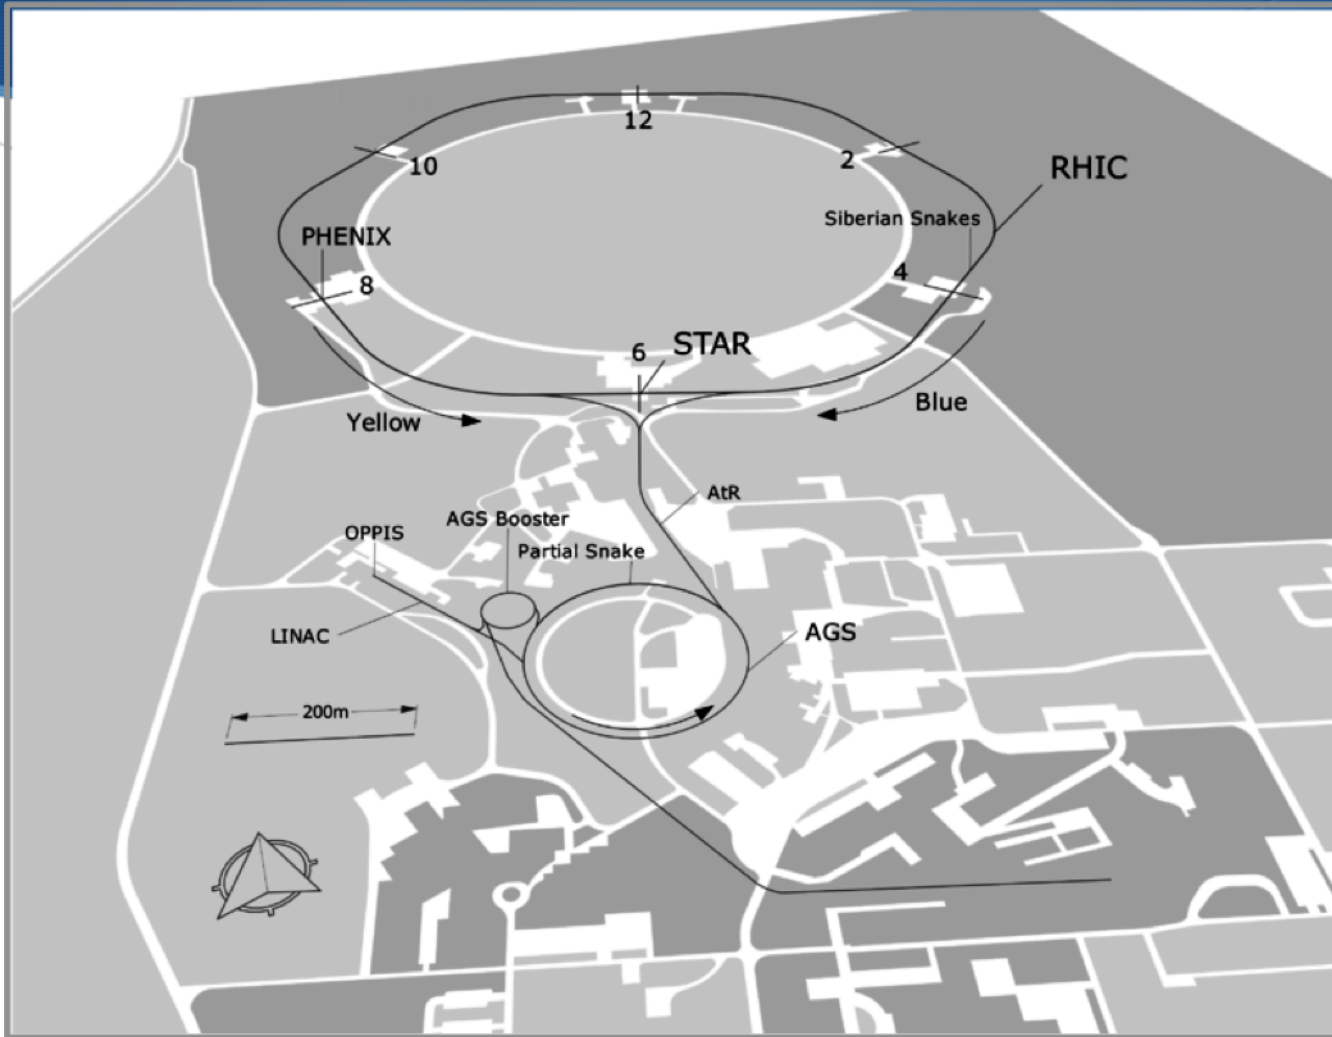 12
2
10
RHIC
Siberian Snakes
PHENIX
4
8
STAR
6
Blue
Yellow
AtR
AGS Booster
OPPIS
Partial Snake
LINAC
AGS
200m